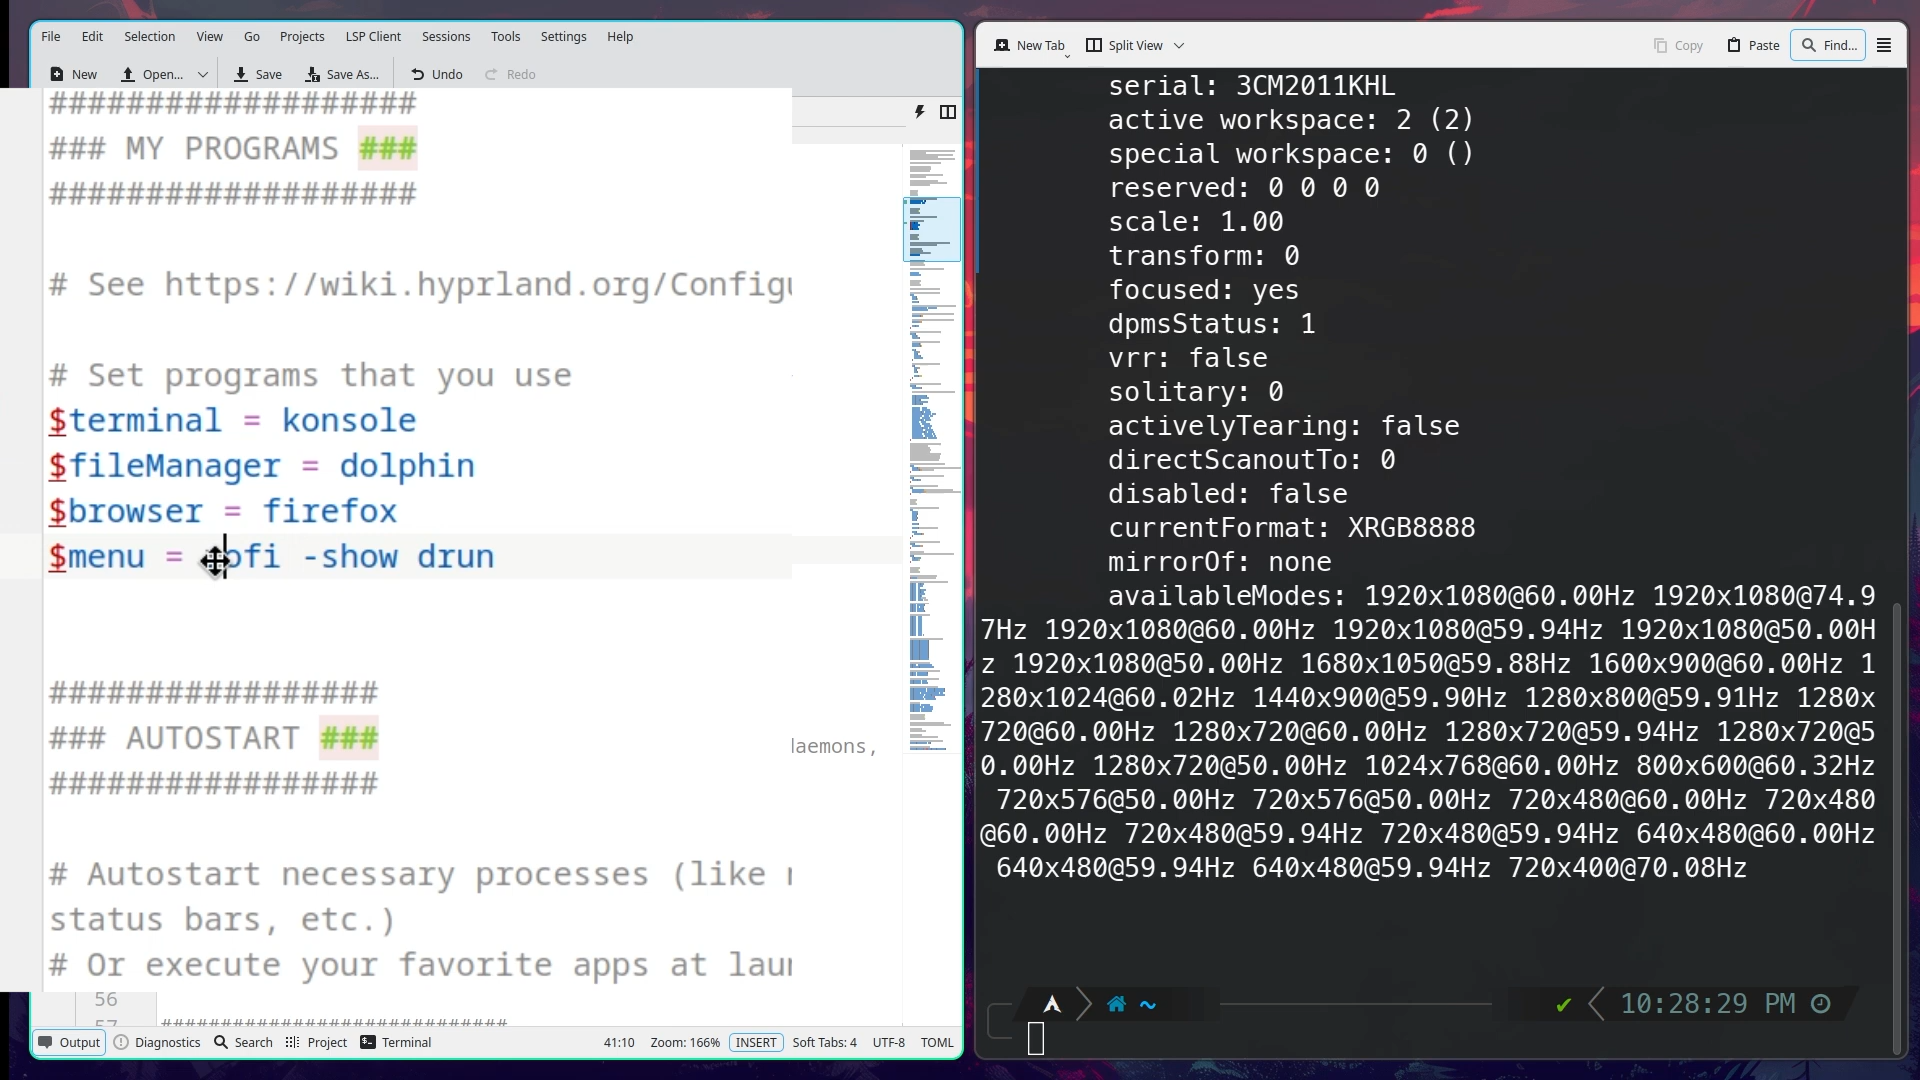 File Edit Selection View Go Projects LSP Client Sessions Tools Settings Help
New Open... Save Save As... Undo Redo
###################
### MY PROGRAMS ###
###################
# See https://wiki.hyprland.org/Config
# Set programs that you use
$terminal = konsole
$fileManager = dolphin
$browser = firefox
$menu = ofi -show drun
#################
### AUTOSTART ###
#################
daemons,
# Autostart necessary processes (like
status bars, etc.)
# Or execute your favorite apps at lau
56
57 ###########################
Output Diagnostics Search Project Terminal 41:10 Zoom: 166% INSERT Soft Tabs: 4 UTF-8 TOML
New Tab Split View Copy Paste Find...
serial: 3CM2011KHL
active workspace: 2 (2)
special workspace: 0 ()
reserved: 0 0 0 0
scale: 1.00
transform: 0
focused: yes
dpmsStatus: 1
vrr: false
solitary: 0
activelyTearing: false
directScanoutTo: 0
disabled: false
currentFormat: XRGB8888
mirrorOf: none
availableModes: 1920x1080@60.00Hz 1920x1080@74.9
7Hz 1920x1080@60.00Hz 1920x1080@59.94Hz 1920x1080@50.00H
z 1920x1080@50.00Hz 1680x1050@59.88Hz 1600x900@60.00Hz 1
280x1024@60.02Hz 1440x900@59.90Hz 1280x800@59.91Hz 1280x
720@60.00Hz 1280x720@60.00Hz 1280x720@59.94Hz 1280x720@5
0.00Hz 1280x720@50.00Hz 1024x768@60.00Hz 800x600@60.32Hz
720x576@50.00Hz 720x576@50.00Hz 720x480@60.00Hz 720x480
@60.00Hz 720x480@59.94Hz 720x480@59.94Hz 640x480@60.00Hz
640x480@59.94Hz 640x480@59.94Hz 720x400@70.08Hz
~ ✔ 10:28:29 PM